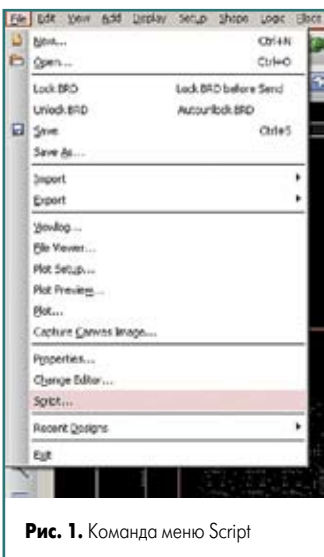 File Edit View Add Display Setup Shape Logic Place
New... Ctrl+N
Open... Ctrl+O
Lock BRD Lock BRD before Send
Unlock BRD Autounlock BRD
Save Ctrl+S
Save As...
Import
Export
Viewlog...
File Viewer...
Plot Setup...
Plot Preview...
Plot...
Capture Canvas Image...
Properties...
Change Editor...
Script...
Recent Designs
Exit
Рис. 1. Команда меню Script